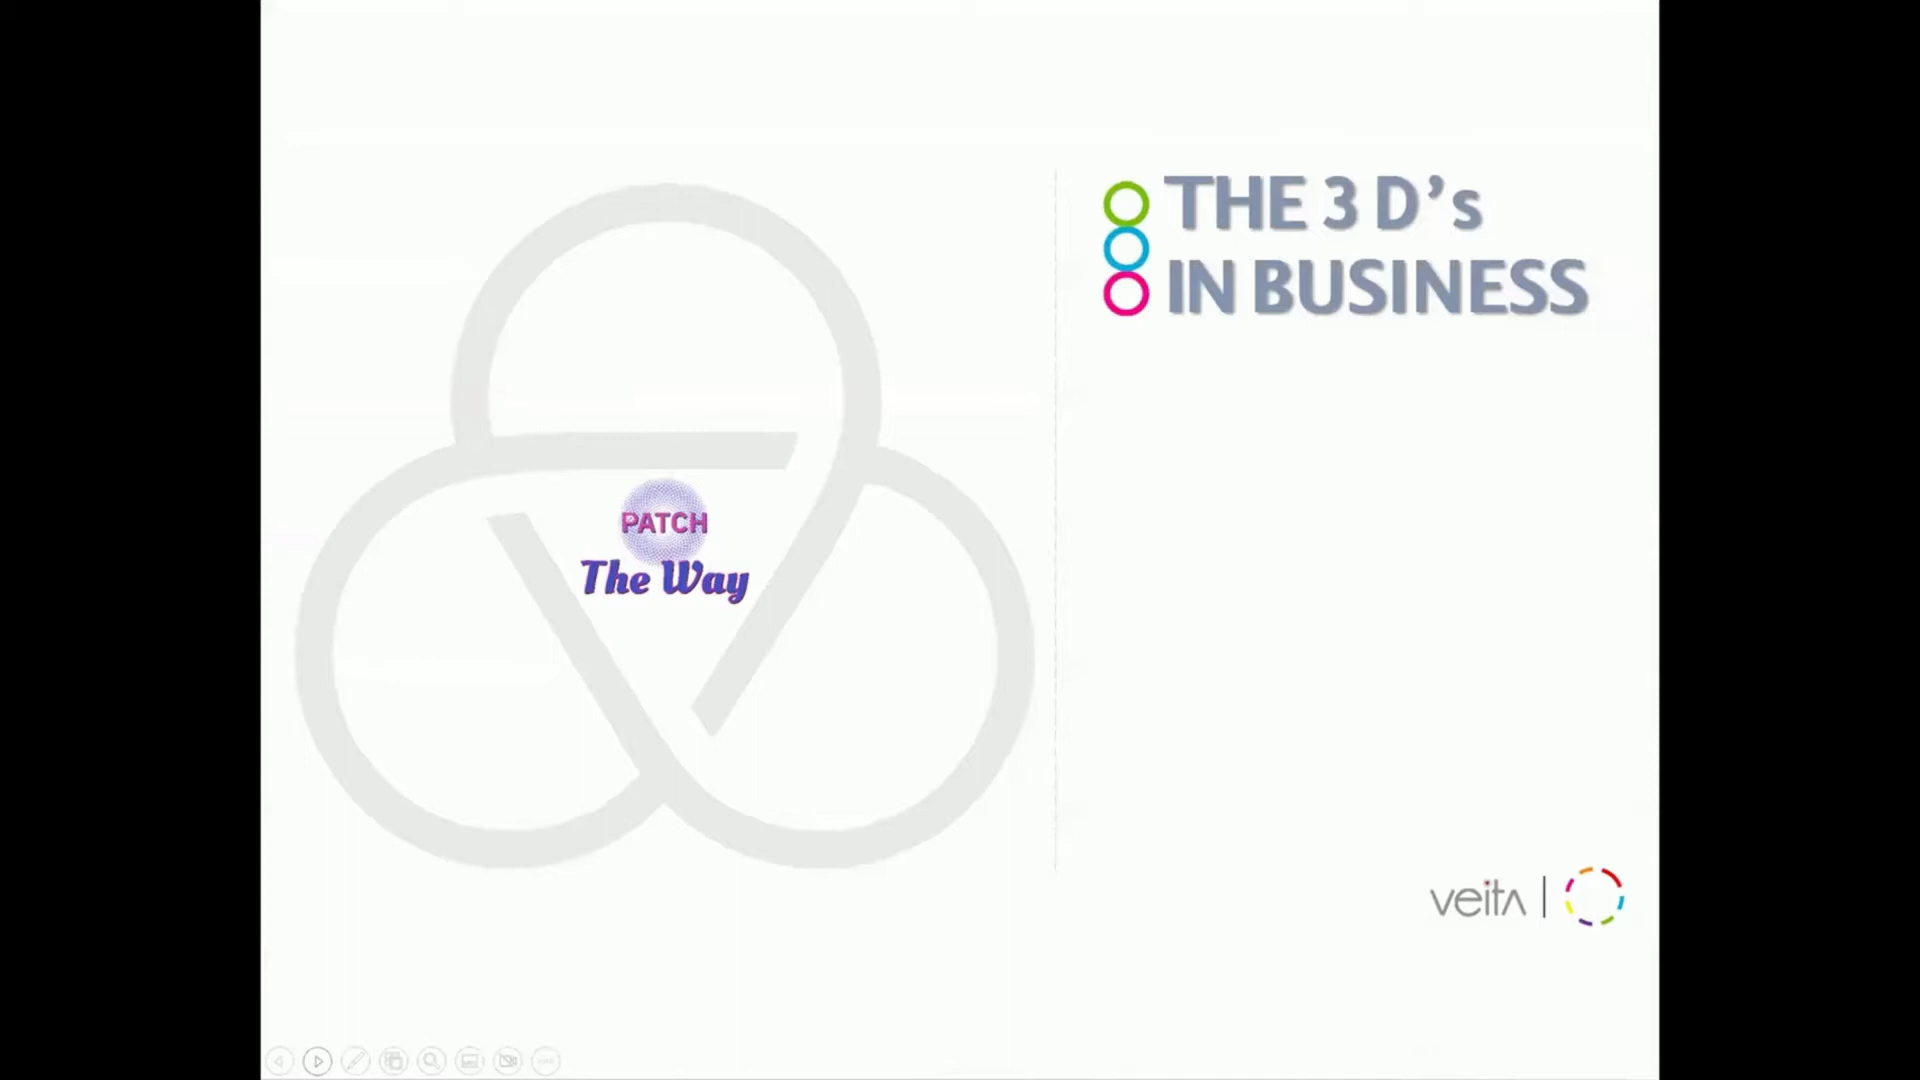 THE 3 D's
IN BUSINESS
PATCH
The Way
veita